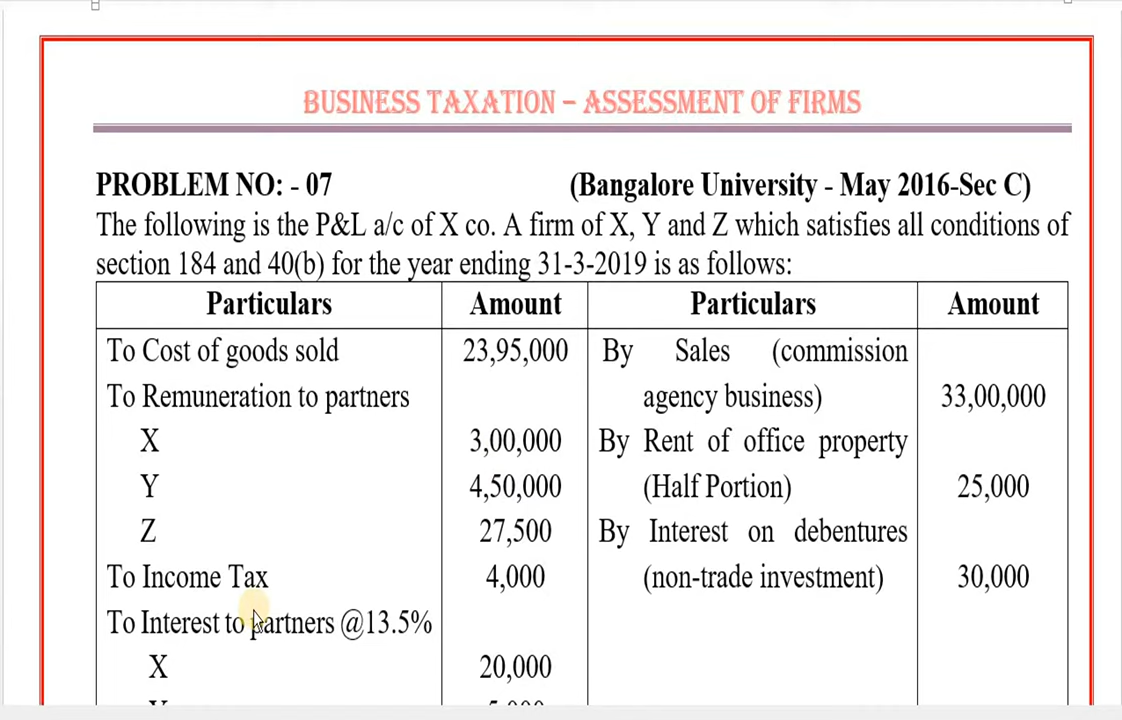 BUSINESS TAXATION – ASSESSMENT OF FIRMS
PROBLEM NO: - 07 (Bangalore University - May 2016-Sec C)
The following is the P&L a/c of X co. A firm of X, Y and Z which satisfies all conditions of
section 184 and 40(b) for the year ending 31-3-2019 is as follows:
Particulars Amount Particulars Amount
To Cost of goods sold 23,95,000 By Sales (commission
To Remuneration to partners agency business) 33,00,000
X 3,00,000 By Rent of office property
Y 4,50,000 (Half Portion) 25,000
Z 27,500 By Interest on debentures
To Income Tax 4,000 (non-trade investment) 30,000
To Interest to partners @13.5%
X 20,000